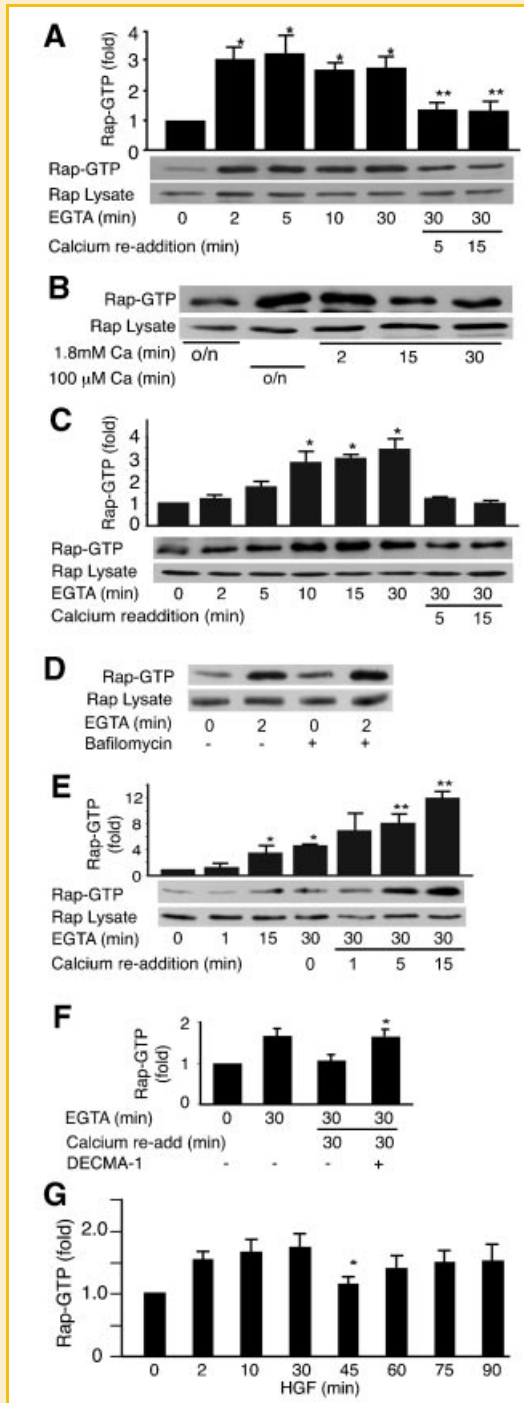 A
Rap-GTP (fold)
4
3
2
1
0
* * * * ** **
Rap-GTP
Rap Lysate
EGTA (min) 0 2 5 10 30 30 30
Calcium re-addition (min) 5 15
B
Rap-GTP
Rap Lysate
1.8mM Ca (min) o/n 2 15 30
100 µM Ca (min) o/n
C
Rap-GTP (fold)
4
3
2
1
0
* * *
Rap-GTP
Rap Lysate
EGTA (min) 0 2 5 10 15 30 30 30
Calcium readdition (min) 5 15
D
Rap-GTP
Rap Lysate
EGTA (min) 0 2 0 2
Bafilomycin - - + +
E
Rap-GTP
(fold)
12
8
4
0
* * ** **
Rap-GTP
Rap Lysate
EGTA (min) 0 1 15 30 30 30 30
Calcium re-addition (min) 0 1 5 15
F
Rap-GTP
(fold)
2
1
0
*
EGTA (min) 0 30 30 30
Calcium re-add (min) 30 30
DECMA-1 - - - +
G
Rap-GTP (fold)
2.0
1.0
0
*
0 2 10 30 45 60 75 90
HGF (min)